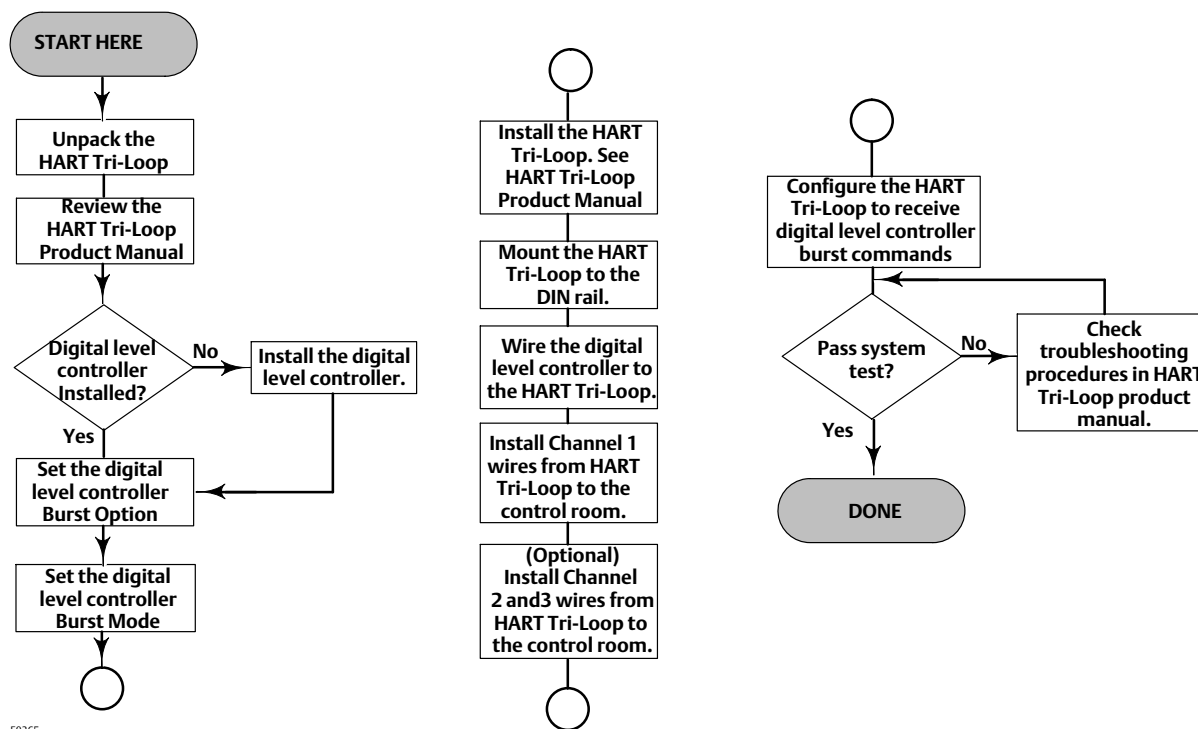 START HERE
Unpack the
HART Tri-Loop
Review the
HART Tri-Loop
Product Manual
Digital level
controller
Installed?
No
Install the digital
level controller.
Yes
Set the digital
level controller
Burst Option
Set the digital
level controller
Burst Mode
Install the HART
Tri-Loop. See
HART Tri-Loop
Product Manual
Mount the HART
Tri-Loop to the
DIN rail.
Wire the digital
level controller to
the HART Tri-Loop.
Install Channel 1
wires from HART
Tri-Loop to the
control room.
(Optional)
Install Channel
2 and3 wires from
HART Tri-Loop to
the control room.
Configure the HART
Tri-Loop to receive
digital level controller
burst commands
Pass system
test?
No
Check
troubleshooting
procedures in HART
Tri-Loop product
manual.
Yes
DONE